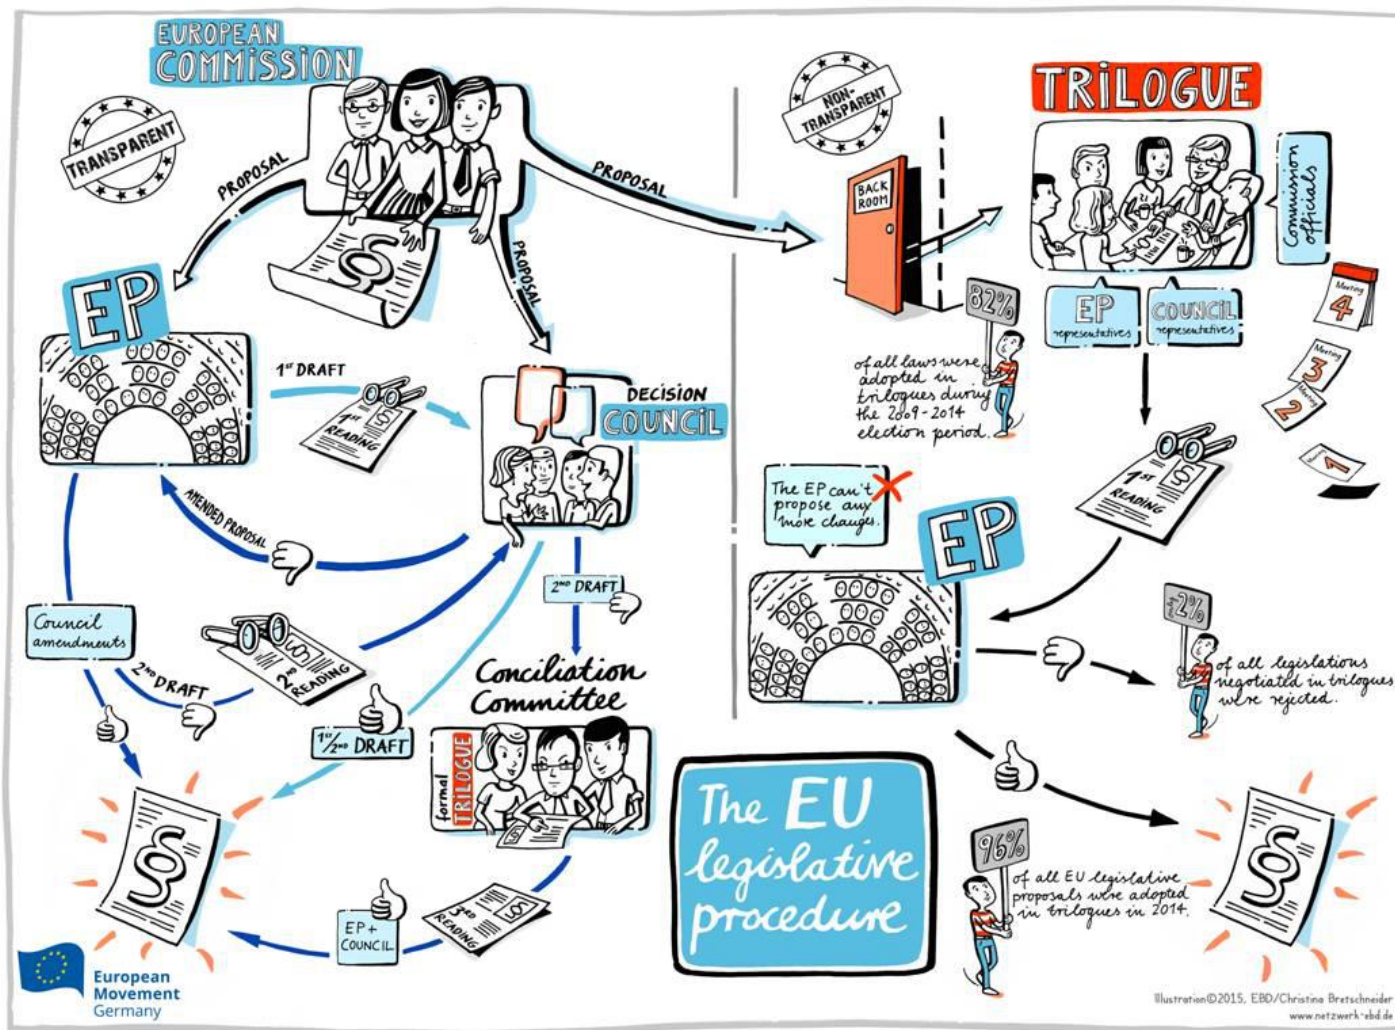 EUROPEAN
COMMISSION
TRANSPARENT
PROPOSAL
PROPOSAL
PROPOSAL
EP
1ST DRAFT
1ST
READING
§
DECISION
COUNCIL
AMENDED PROPOSAL
Council
amendments
2ND DRAFT
2ND
READING
2ND DRAFT
1ST/2ND DRAFT
Conciliation
Committee
formal
TRILOGUE
3RD
READING
§
EP +
COUNCIL
§
European
Movement
Germany
NON-
TRANSPARENT
BACK
ROOM
TRILOGUE
Commission
officials
EP
representatives
COUNCIL
representatives
Meeting
4
Meeting
3
Meeting
2
1
82%
of all laws were
adopted in
trilogues during
the 2009-2014
election period.
1ST
READING
§
The EP can't
propose any
more changes.
EP
only
2%
of all legislations
negotiated in trilogues
were rejected.
96%
of all EU legislative
proposals were adopted
in trilogues in 2014.
§
The EU
legislative
procedure
Illustration©2015, EBD/Christina Bretschneider
www.netzwerk-ebd.de